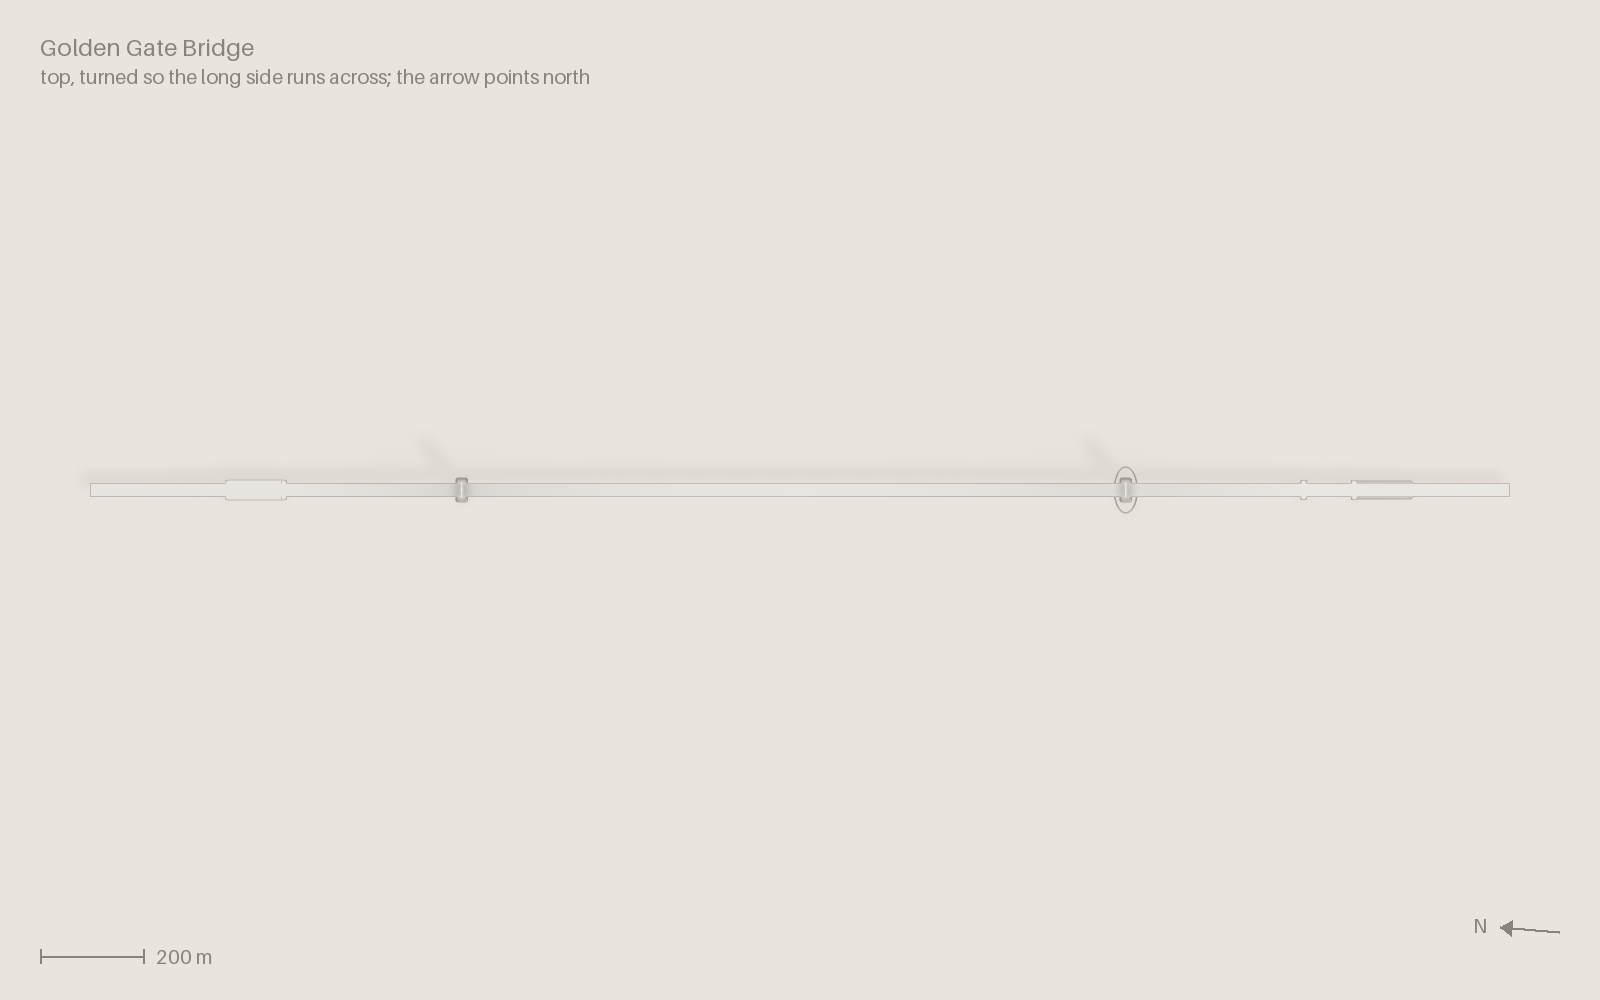 Golden Gate Bridge
top, turned so the long side runs across; the arrow points north
N
200 m